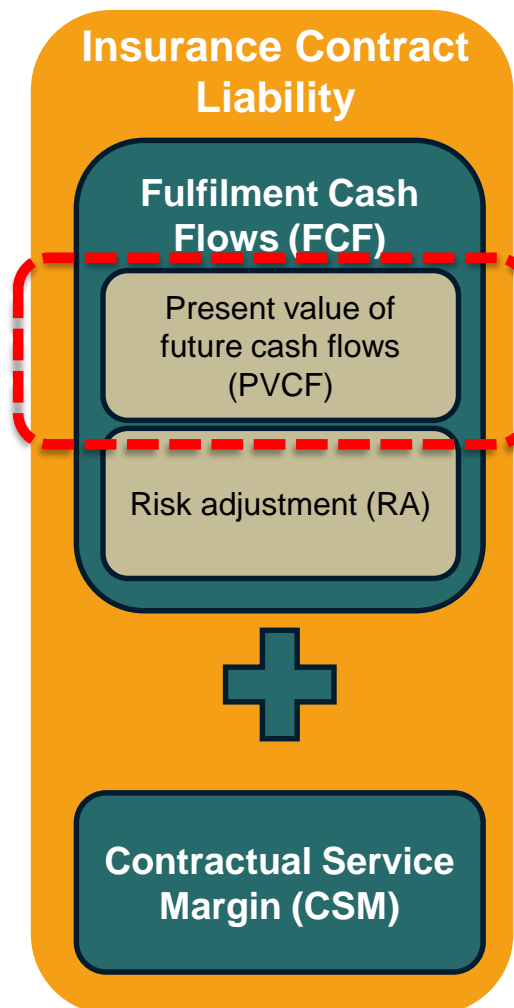 Insurance Contract
Liability
Fulfilment Cash
Flows (FCF)
Present value of
future cash flows
(PVCF)
Risk adjustment (RA)
Contractual Service
Margin (CSM)